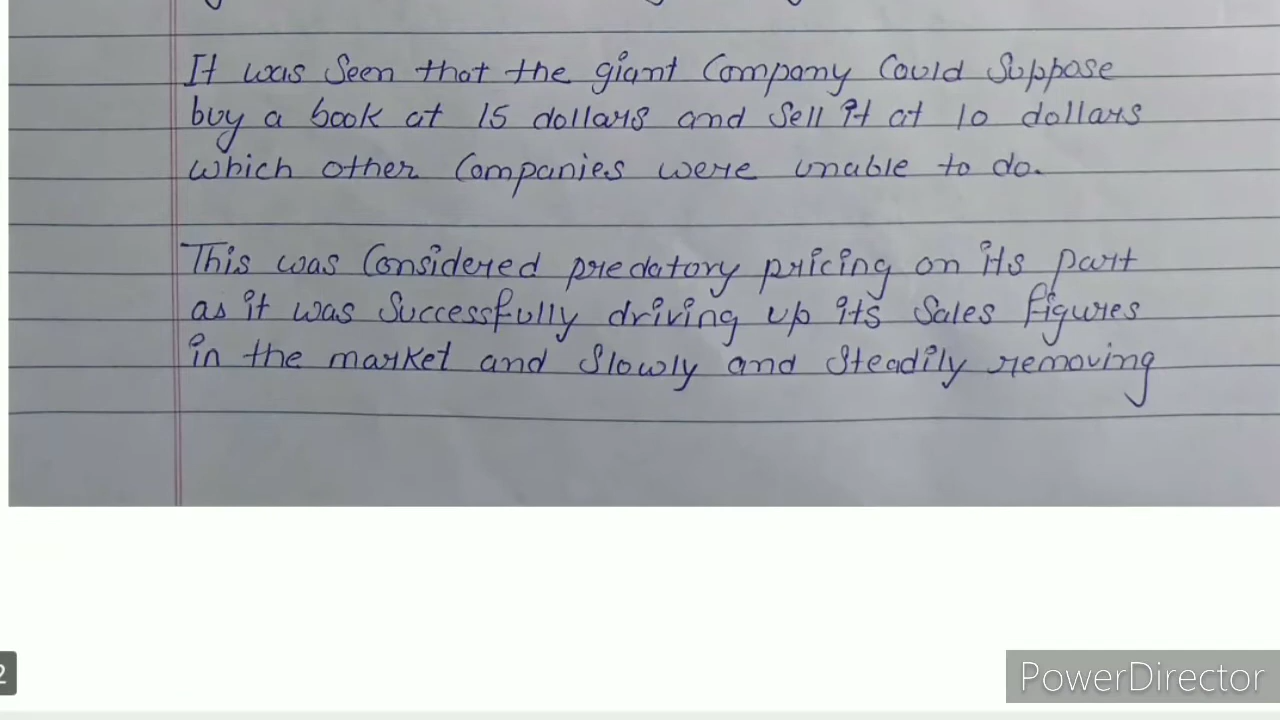 It was seen that the giant Company Could Suppose
buy a book at 15 dollars and sell it at 10 dollars
which other Companies were unable to do.
This was Considered predatory pricing on its part
as it was Successfully driving up its Sales figures
in the market and Slowly and Steadily removing
2
PowerDirector